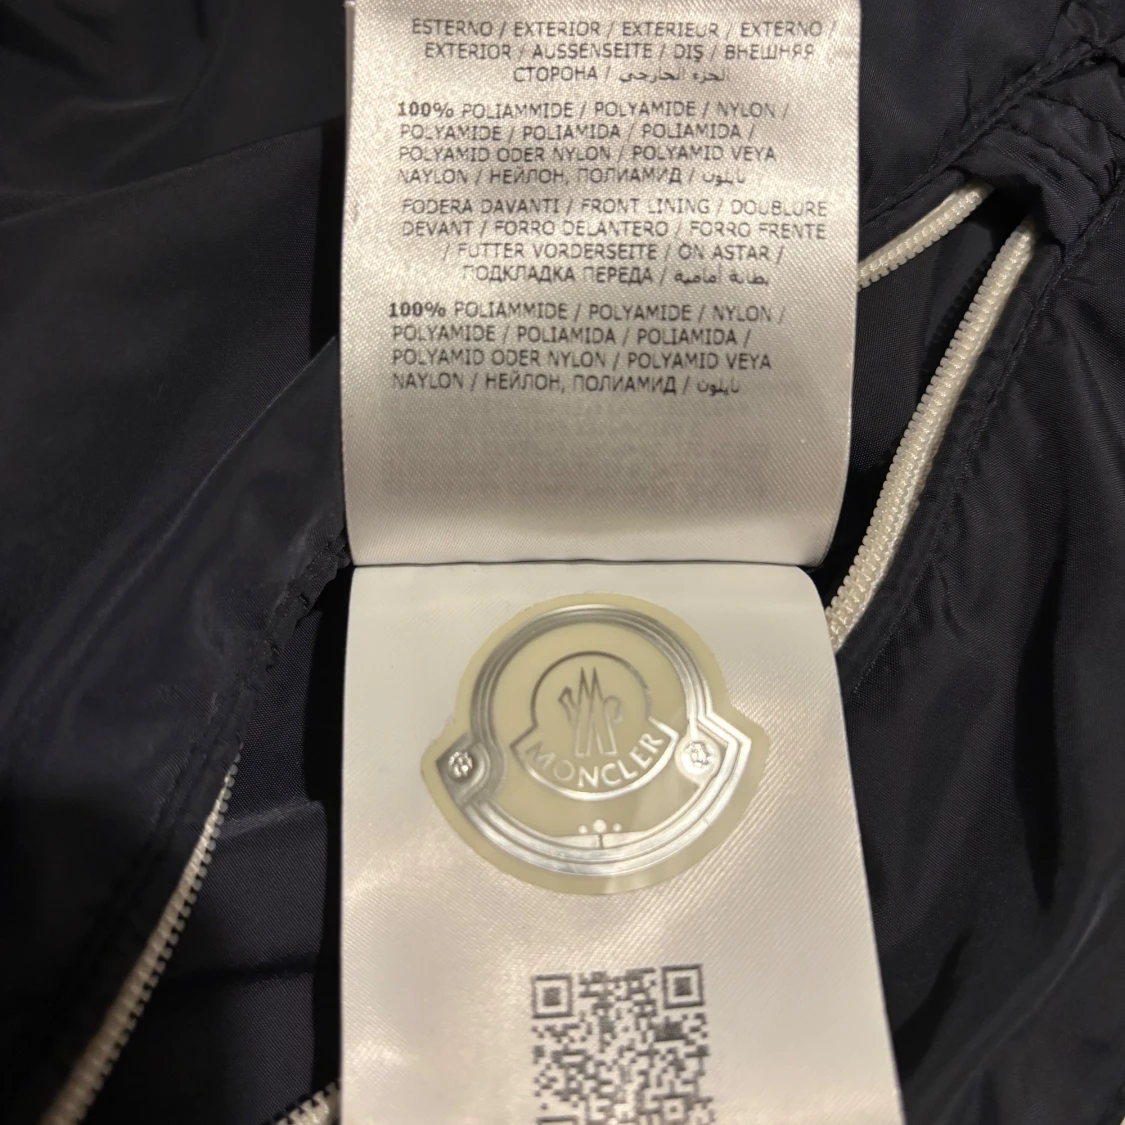 ESTERNO / EXTERIOR / EXTERIEUR / EXTERNO /
EXTERIOR / AUSSENSEITE / DIŞ / ВНЕШНЯЯ
СТОРОНА / الجزء الخارجي
100% POLIAMMIDE / POLYAMIDE / NYLON /
POLYAMIDE / POLIAMIDA / POLIAMIDA /
POLYAMID ODER NYLON / POLYAMID VEYA
NAYLON / НЕЙЛОН, ПОЛИАМИД / نايلون
FODERA DAVANTI / FRONT LINING / DOUBLURE
DEVANT / FORRO DELANTERO / FORRO FRENTE
/ FUTTER VORDERSEITE / ON ASTAR /
ПОДКЛАДКА ПЕРЕДА / بطانة أمامية
100% POLIAMMIDE / POLYAMIDE / NYLON /
POLYAMIDE / POLIAMIDA / POLIAMIDA /
POLYAMID ODER NYLON / POLYAMID VEYA
NAYLON / НЕЙЛОН, ПОЛИАМИД / نايلون
MONCLER